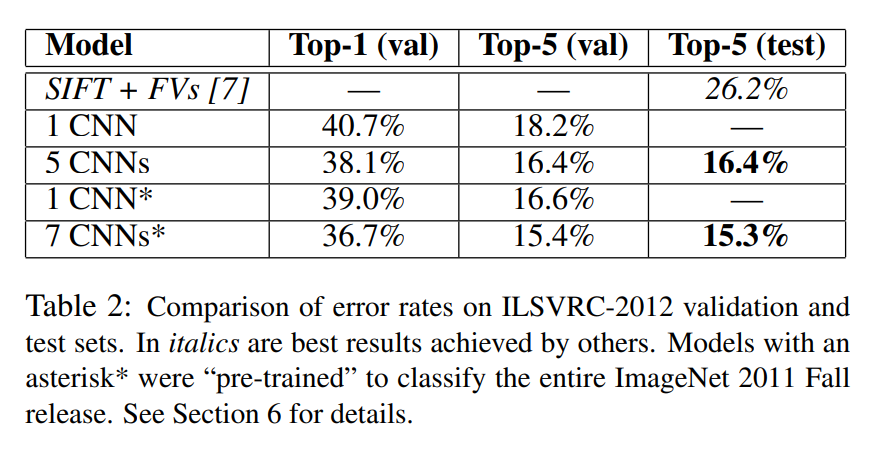 Model Top-1 (val) Top-5 (val) Top-5 (test)
SIFT + FVs [7] — — 26.2%
1 CNN 40.7% 18.2% —
5 CNNs 38.1% 16.4% 16.4%
1 CNN* 39.0% 16.6% —
7 CNNs* 36.7% 15.4% 15.3%
Table 2: Comparison of error rates on ILSVRC-2012 validation and
test sets. In italics are best results achieved by others. Models with an
asterisk* were “pre-trained” to classify the entire ImageNet 2011 Fall
release. See Section 6 for details.